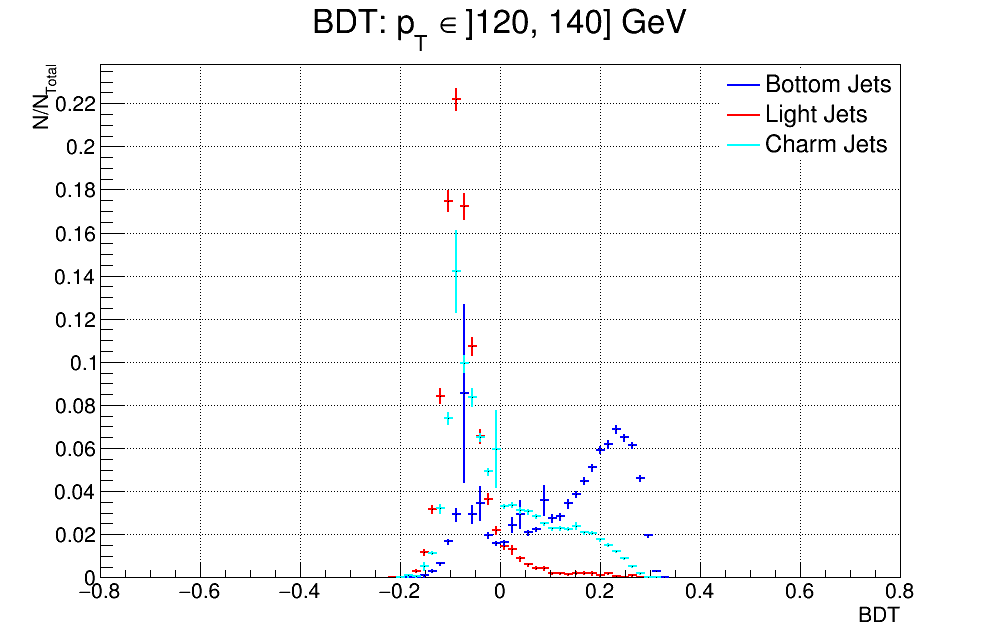 BDT: p_T ∈ ]120, 140] GeV
N/N_Total
Bottom Jets
Light Jets
Charm Jets
0.22
0.2
0.18
0.16
0.14
0.12
0.1
0.08
0.06
0.04
0.02
0
−0.8 −0.6 −0.4 −0.2 0 0.2 0.4 0.6 0.8
BDT